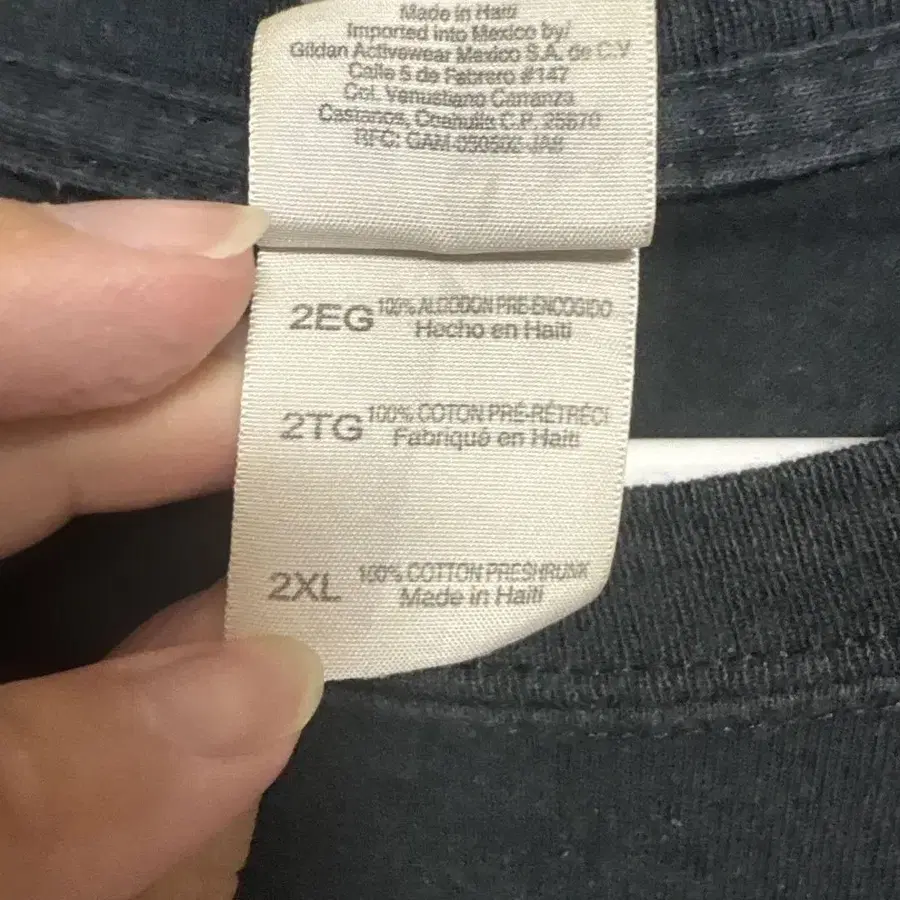 Made in Haiti
Imported into Mexico by/
Gildan Activewear Mexico S.A. de C.V
Calle 5 de Febrero #147
Col. Venustiano Carranza
Castanos, Coahuila C.P. 25870
RFC:
2EG 100% ALGODON PRE-ENCOGIDO
Hecho en Haiti
2TG 100% COTON PRÉ-RÉTRÉCI
Fabriqué en Haiti
2XL 100% COTTON PRESHRUNK
Made in Haiti